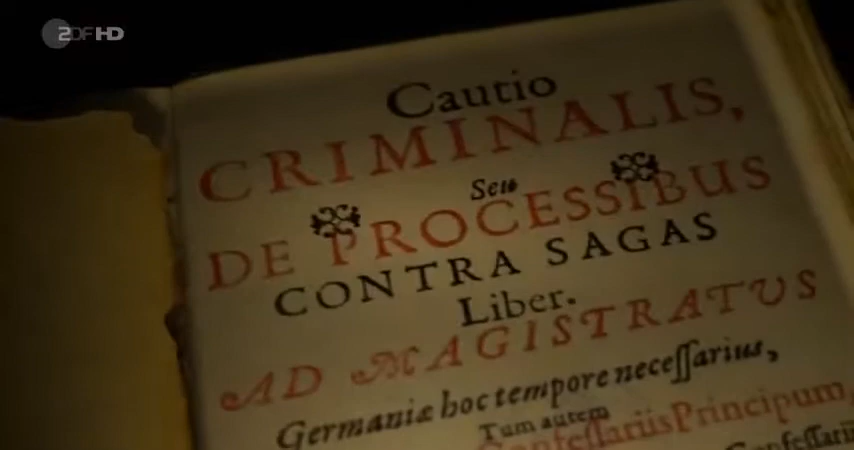 ZDF HD
Cautio
CRIMINALIS,
Seu
DE PROCESSIBUS
CONTRA SAGAS
Liber.
AD MAGISTRATUS
Germaniæ hoc tempore neceſſarius,
Tum autem
Confeſſariis Principum,
Confeſſarii